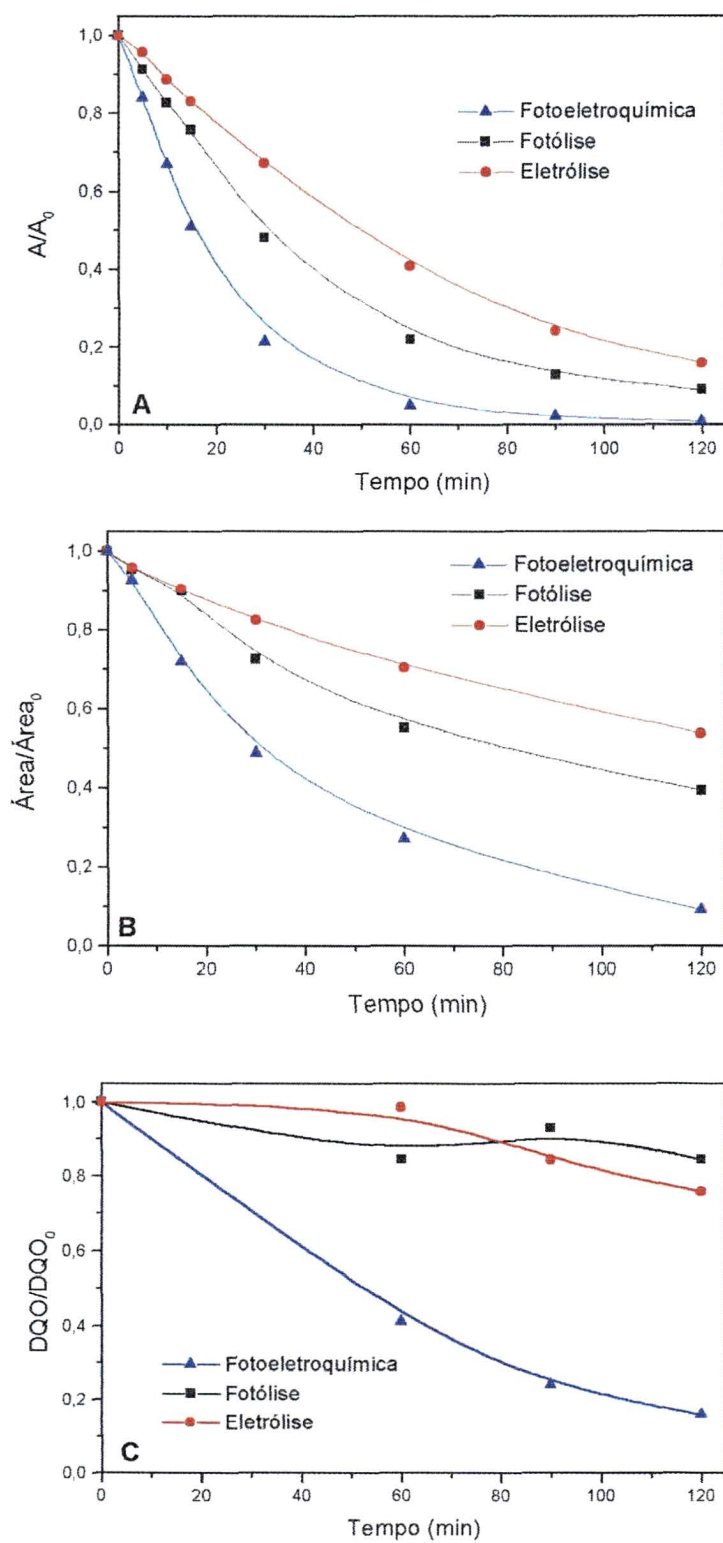 1,0
0,8
0,6
0,4
0,2
0,0
A/A₀
Fotoeletroquímica
Fotólise
Eletrólise
A
0 20 40 60 80 100 120
Tempo (min)
1,0
0,8
0,6
0,4
0,2
0,0
Área/Área₀
Fotoeletroquímica
Fotólise
Eletrólise
B
0 20 40 60 80 100 120
Tempo (min)
1,0
0,8
0,6
0,4
0,2
0,0
DQO/DQO₀
Fotoeletroquímica
Fotólise
Eletrólise
C
0 20 40 60 80 100 120
Tempo (min)